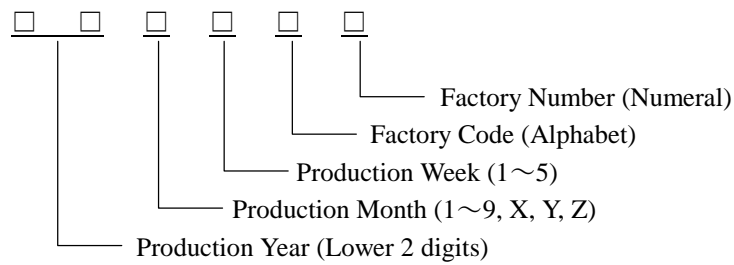 □ □ □ □ □ □
Factory Number (Numeral)
Factory Code (Alphabet)
Production Week (1～5)
Production Month (1～9, X, Y, Z)
Production Year (Lower 2 digits)